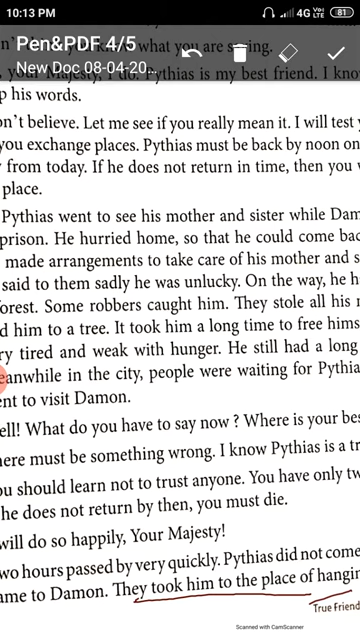 10:13 PM
4G
81
Pen&PDF 4/5
New Doc 08-04-20...
what you are
your Majesty, I do. Pythias is my best friend. I kno
p his words.
n't believe. Let me see if you really mean it. I will test y
you exchange places. Pythias must be back by noon on
from today. If he does not return in time, then you w
place.
Pythias went to see his mother and sister while Dam
prison. He hurried home, so that he could come bac
made arrangements to take care of his mother and s
said to them sadly he was unlucky. On the way, he h
forest. Some robbers caught him. They stole all his r
d him to a tree. It took him a long time to free hims
ry tired and weak with hunger. He still had a long
eanwhile in the city, people were waiting for Pythia
ent to visit Damon.
ell! What do you have to say now ? Where is your bes
here must be something wrong. I know Pythias is a tr
ou should learn not to trust anyone. You have only tw
he does not return by then, you must die.
will do so happily, Your Majesty!
wo hours passed by very quickly. Pythias did not come
ame to Damon. They took him to the place of hangin
True Friend
Scanned with CamScanner